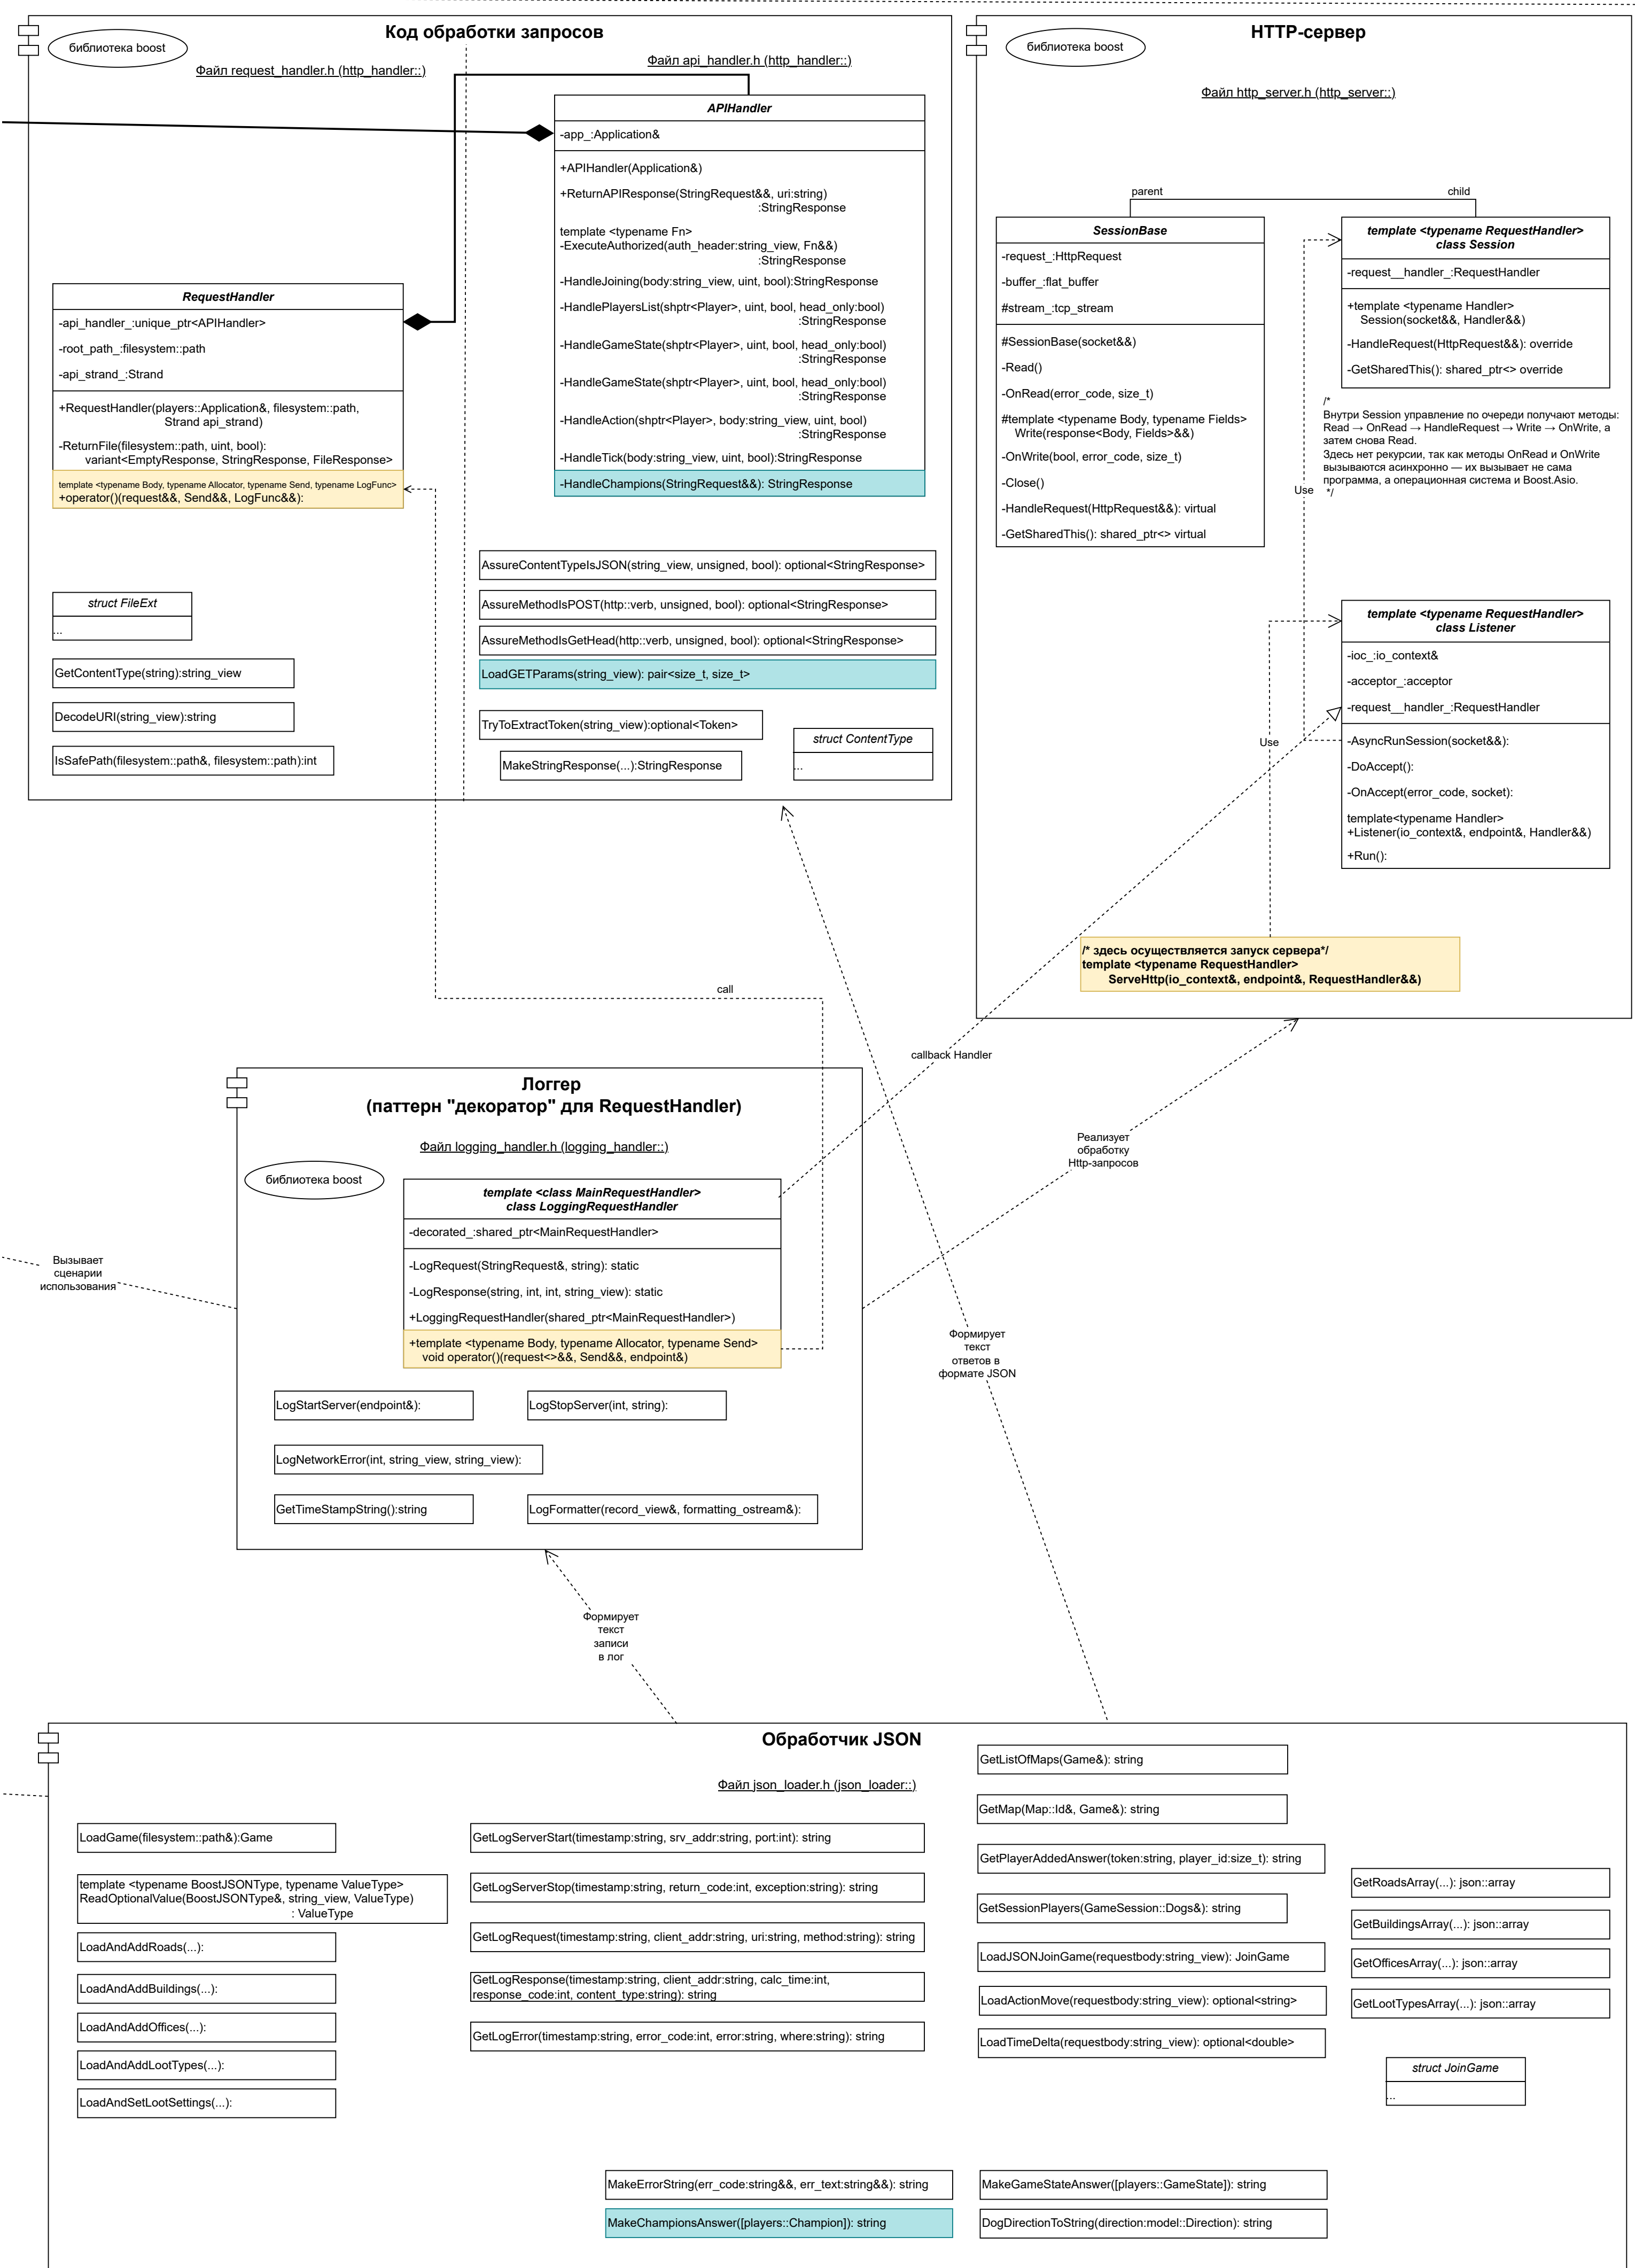 Код обработки запросов
библиотека boost
Файл request_handler.h (http_handler::)
Файл api_handler.h (http_handler::)
APIHandler
-app_:Application&
+APIHandler(Application&)
+ReturnAPIResponse(StringRequest&&, uri:string)
:StringResponse
template <typename Fn>
-ExecuteAuthorized(auth_header:string_view, Fn&&)
:StringResponse
-HandleJoining(body:string_view, uint, bool):StringResponse
-HandlePlayersList(shptr<Player>, uint, bool, head_only:bool)
:StringResponse
-HandleGameState(shptr<Player>, uint, bool, head_only:bool)
:StringResponse
-HandleGameState(shptr<Player>, uint, bool, head_only:bool)
:StringResponse
-HandleAction(shptr<Player>, body:string_view, uint, bool)
:StringResponse
-HandleTick(body:string_view, uint, bool):StringResponse
-HandleChampions(StringRequest&&): StringResponse
RequestHandler
-api_handler_:unique_ptr<APIHandler>
-root_path_:filesystem::path
-api_strand_:Strand
+RequestHandler(players::Application&, filesystem::path,
Strand api_strand)
-ReturnFile(filesystem::path, uint, bool):
variant<EmptyResponse, StringResponse, FileResponse>
template <typename Body, typename Allocator, typename Send, typename LogFunc>
+operator()(request&&, Send&&, LogFunc&&):
struct FileExt
...
GetContentType(string):string_view
DecodeURI(string_view):string
IsSafePath(filesystem::path&, filesystem::path):int
AssureContentTypeIsJSON(string_view, unsigned, bool): optional<StringResponse>
AssureMethodIsPOST(http::verb, unsigned, bool): optional<StringResponse>
AssureMethodIsGetHead(http::verb, unsigned, bool): optional<StringResponse>
LoadGETParams(string_view): pair<size_t, size_t>
TryToExtractToken(string_view):optional<Token>
MakeStringResponse(...):StringResponse
struct ContentType
...
HTTP-сервер
библиотека boost
Файл http_server.h (http_server::)
parent
child
SessionBase
-request_:HttpRequest
-buffer_:flat_buffer
#stream_:tcp_stream
#SessionBase(socket&&)
-Read()
-OnRead(error_code, size_t)
#template <typename Body, typename Fields>
Write(response<Body, Fields>&&)
-OnWrite(bool, error_code, size_t)
-Close()
-HandleRequest(HttpRequest&&): virtual
-GetSharedThis(): shared_ptr<> virtual
template <typename RequestHandler>
class Session
-request__handler_:RequestHandler
+template <typename Handler>
Session(socket&&, Handler&&)
-HandleRequest(HttpRequest&&): override
-GetSharedThis(): shared_ptr<> override
/*
Внутри Session управление по очереди получают методы:
Read → OnRead → HandleRequest → Write → OnWrite, а
затем снова Read.
Здесь нет рекурсии, так как методы OnRead и OnWrite
вызываются асинхронно — их вызывает не сама
программа, а операционная система и Boost.Asio.
*/
Use
template <typename RequestHandler>
class Listener
-ioc_:io_context&
-acceptor_:acceptor
-request__handler_:RequestHandler
-AsyncRunSession(socket&&):
-DoAccept():
-OnAccept(error_code, socket):
template<typename Handler>
+Listener(io_context&, endpoint&, Handler&&)
+Run():
Use
/* здесь осуществляется запуск сервера*/
template <typename RequestHandler>
ServeHttp(io_context&, endpoint&, RequestHandler&&)
call
callback Handler
Реализует
обработку
Http-запросов
Логгер
(паттерн "декоратор" для RequestHandler)
Файл logging_handler.h (logging_handler::)
библиотека boost
template <class MainRequestHandler>
class LoggingRequestHandler
-decorated_:shared_ptr<MainRequestHandler>
-LogRequest(StringRequest&, string): static
-LogResponse(string, int, int, string_view): static
+LoggingRequestHandler(shared_ptr<MainRequestHandler>)
+template <typename Body, typename Allocator, typename Send>
void operator()(request<>&&, Send&&, endpoint&)
LogStartServer(endpoint&):
LogStopServer(int, string):
LogNetworkError(int, string_view, string_view):
GetTimeStampString():string
LogFormatter(record_view&, formatting_ostream&):
Вызывает
сценарии
использования
Формирует
текст
ответов в
формате JSON
Формирует
текст
записи
в лог
Обработчик JSON
Файл json_loader.h (json_loader::)
LoadGame(filesystem::path&):Game
template <typename BoostJSONType, typename ValueType>
ReadOptionalValue(BoostJSONType&, string_view, ValueType)
: ValueType
LoadAndAddRoads(...):
LoadAndAddBuildings(...):
LoadAndAddOffices(...):
LoadAndAddLootTypes(...):
LoadAndSetLootSettings(...):
GetLogServerStart(timestamp:string, srv_addr:string, port:int): string
GetLogServerStop(timestamp:string, return_code:int, exception:string): string
GetLogRequest(timestamp:string, client_addr:string, uri:string, method:string): string
GetLogResponse(timestamp:string, client_addr:string, calc_time:int,
response_code:int, content_type:string): string
GetLogError(timestamp:string, error_code:int, error:string, where:string): string
GetListOfMaps(Game&): string
GetMap(Map::Id&, Game&): string
GetPlayerAddedAnswer(token:string, player_id:size_t): string
GetSessionPlayers(GameSession::Dogs&): string
LoadJSONJoinGame(requestbody:string_view): JoinGame
LoadActionMove(requestbody:string_view): optional<string>
LoadTimeDelta(requestbody:string_view): optional<double>
GetRoadsArray(...): json::array
GetBuildingsArray(...): json::array
GetOfficesArray(...): json::array
GetLootTypesArray(...): json::array
struct JoinGame
...
MakeErrorString(err_code:string&&, err_text:string&&): string
MakeGameStateAnswer([players::GameState]): string
MakeChampionsAnswer([players::Champion]): string
DogDirectionToString(direction:model::Direction): string